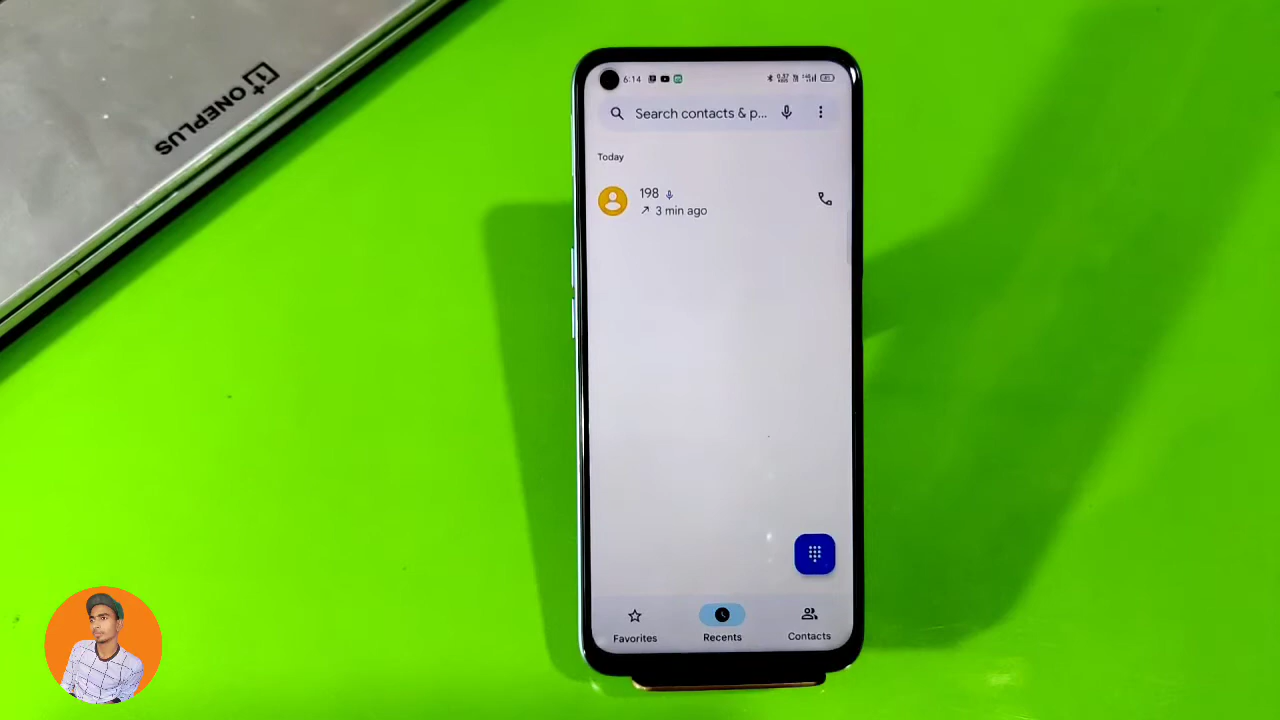 ONEPLUS
6:14
Search contacts & p...
Today
198
3 min ago
Favorites
Recents
Contacts